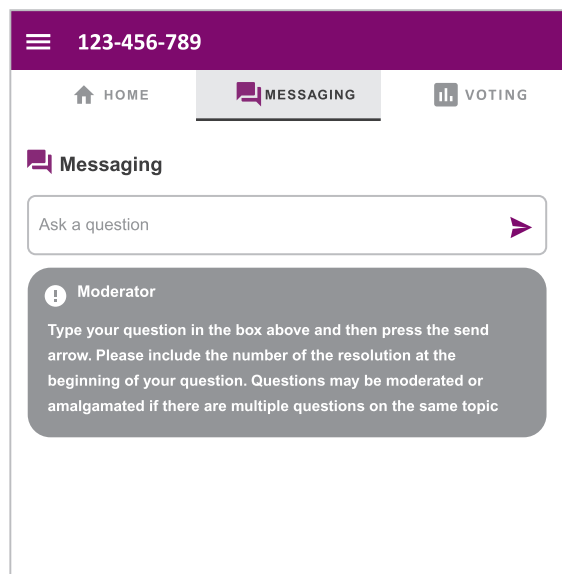 123-456-789
HOME
MESSAGING
VOTING
Messaging
Ask a question
Moderator
Type your question in the box above and then press the send
arrow. Please include the number of the resolution at the
beginning of your question. Questions may be moderated or
amalgamated if there are multiple questions on the same topic